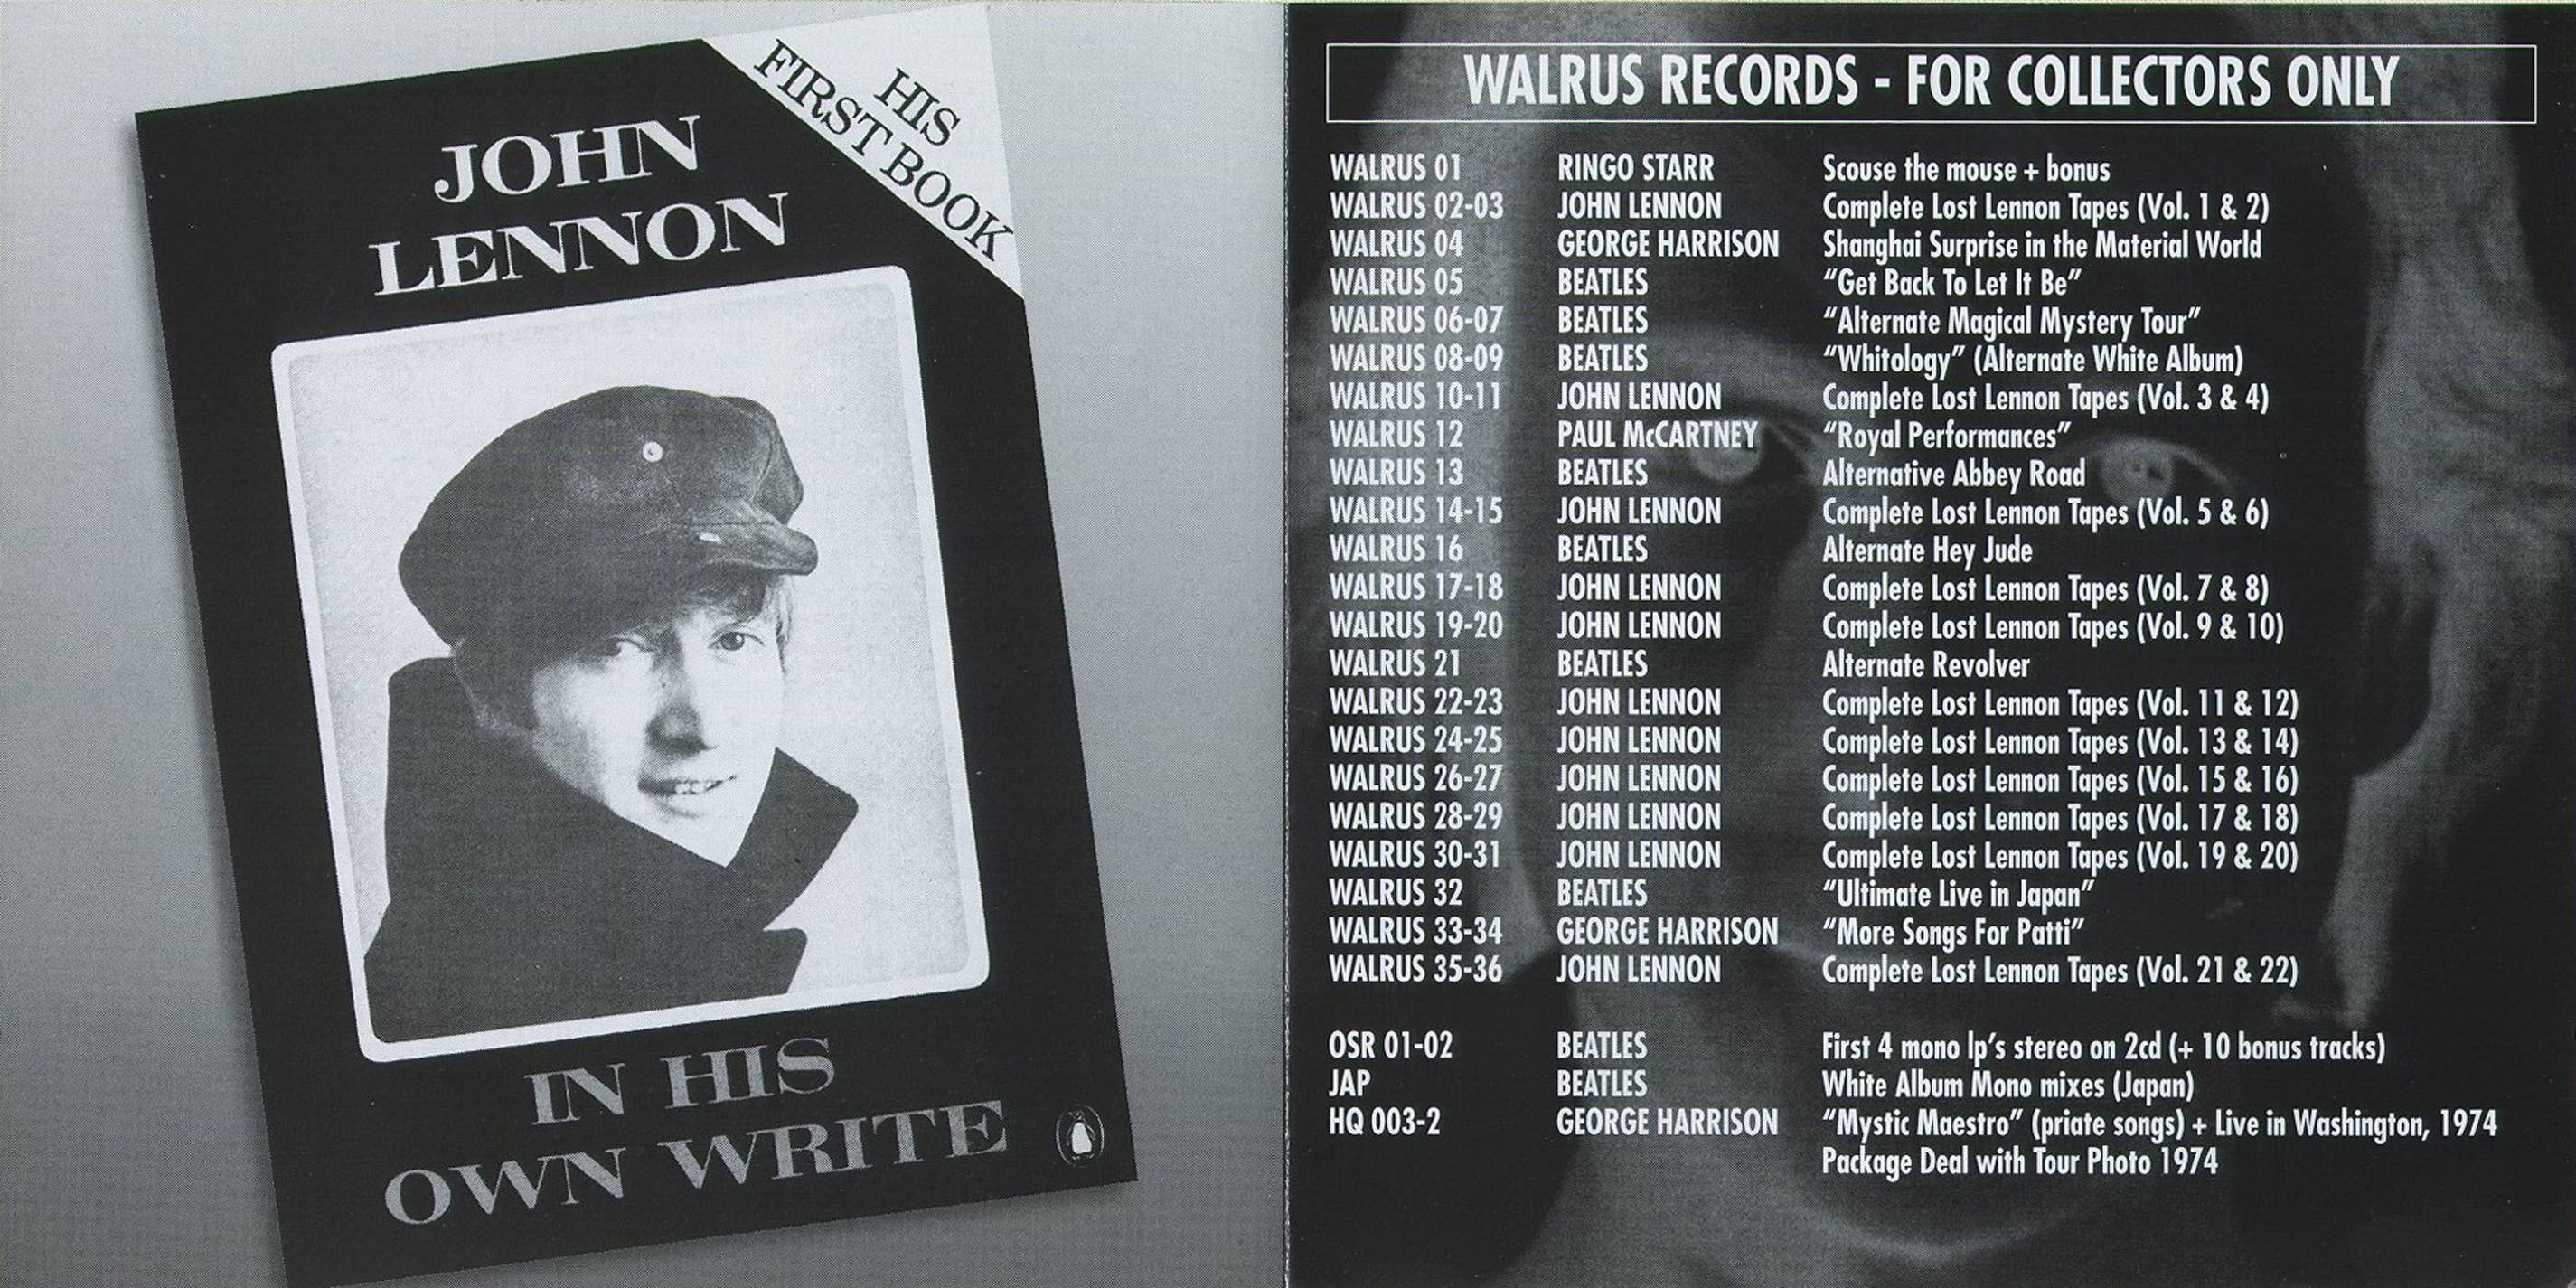 JOHN
LENNON
HIS
FIRST BOOK
IN HIS
OWN WRITE
WALRUS RECORDS - FOR COLLECTORS ONLY
WALRUS 01 RINGO STARR Scouse the mouse + bonus
WALRUS 02-03 JOHN LENNON Complete Lost Lennon Tapes (Vol. 1 & 2)
WALRUS 04 GEORGE HARRISON Shanghai Surprise in the Material World
WALRUS 05 BEATLES “Get Back To Let It Be”
WALRUS 06-07 BEATLES “Alternate Magical Mystery Tour”
WALRUS 08-09 BEATLES “Whitology” (Alternate White Album)
WALRUS 10-11 JOHN LENNON Complete Lost Lennon Tapes (Vol. 3 & 4)
WALRUS 12 PAUL McCARTNEY “Royal Performances”
WALRUS 13 BEATLES Alternative Abbey Road
WALRUS 14-15 JOHN LENNON Complete Lost Lennon Tapes (Vol. 5 & 6)
WALRUS 16 BEATLES Alternate Hey Jude
WALRUS 17-18 JOHN LENNON Complete Lost Lennon Tapes (Vol. 7 & 8)
WALRUS 19-20 JOHN LENNON Complete Lost Lennon Tapes (Vol. 9 & 10)
WALRUS 21 BEATLES Alternate Revolver
WALRUS 22-23 JOHN LENNON Complete Lost Lennon Tapes (Vol. 11 & 12)
WALRUS 24-25 JOHN LENNON Complete Lost Lennon Tapes (Vol. 13 & 14)
WALRUS 26-27 JOHN LENNON Complete Lost Lennon Tapes (Vol. 15 & 16)
WALRUS 28-29 JOHN LENNON Complete Lost Lennon Tapes (Vol. 17 & 18)
WALRUS 30-31 JOHN LENNON Complete Lost Lennon Tapes (Vol. 19 & 20)
WALRUS 32 BEATLES “Ultimate Live in Japan”
WALRUS 33-34 GEORGE HARRISON “More Songs For Patti”
WALRUS 35-36 JOHN LENNON Complete Lost Lennon Tapes (Vol. 21 & 22)
OSR 01-02 BEATLES First 4 mono lp’s stereo on 2cd (+ 10 bonus tracks)
JAP BEATLES White Album Mono mixes (Japan)
HQ 003-2 GEORGE HARRISON “Mystic Maestro” (priate songs) + Live in Washington, 1974
Package Deal with Tour Photo 1974